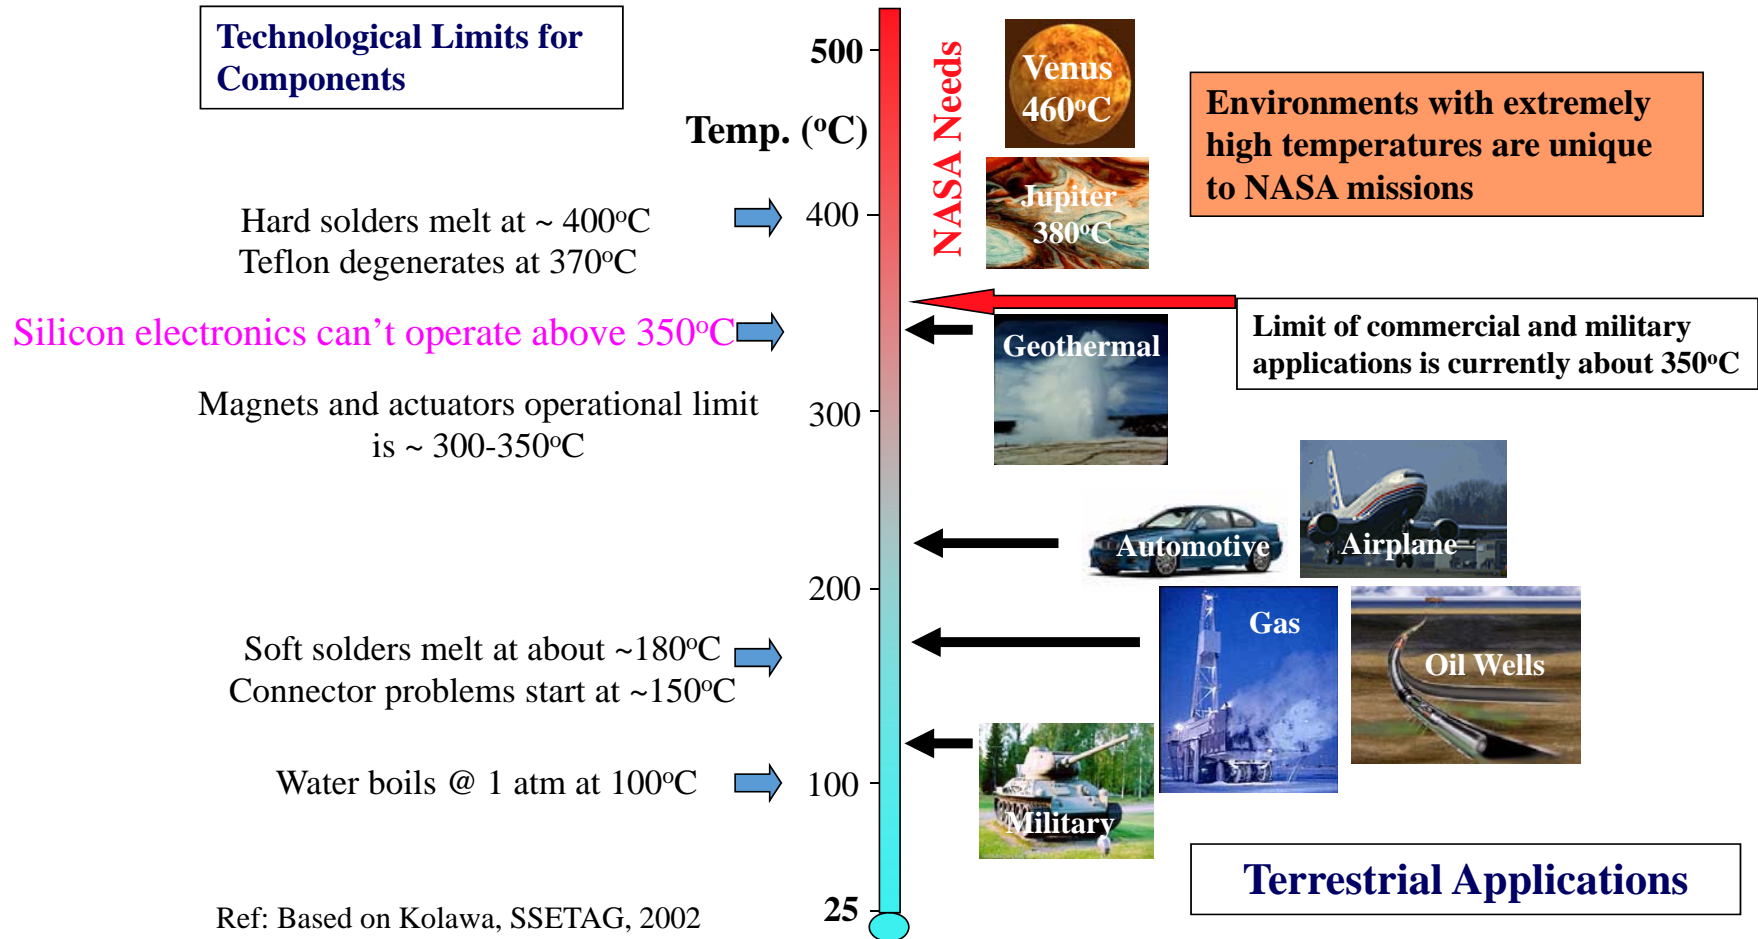 Technological Limits for
Components
Temp. (°C)
500
400
300
200
100
25
Hard solders melt at ~ 400°C
Teflon degenerates at 370°C
Silicon electronics can’t operate above 350°C
Magnets and actuators operational limit
is ~ 300-350°C
Soft solders melt at about ~180°C
Connector problems start at ~150°C
Water boils @ 1 atm at 100°C
Ref: Based on Kolawa, SSETAG, 2002
NASA Needs
Venus
460°C
Jupiter
380°C
Environments with extremely
high temperatures are unique
to NASA missions
Limit of commercial and military
applications is currently about 350°C
Geothermal
Automotive
Airplane
Gas
Oil Wells
Military
Terrestrial Applications